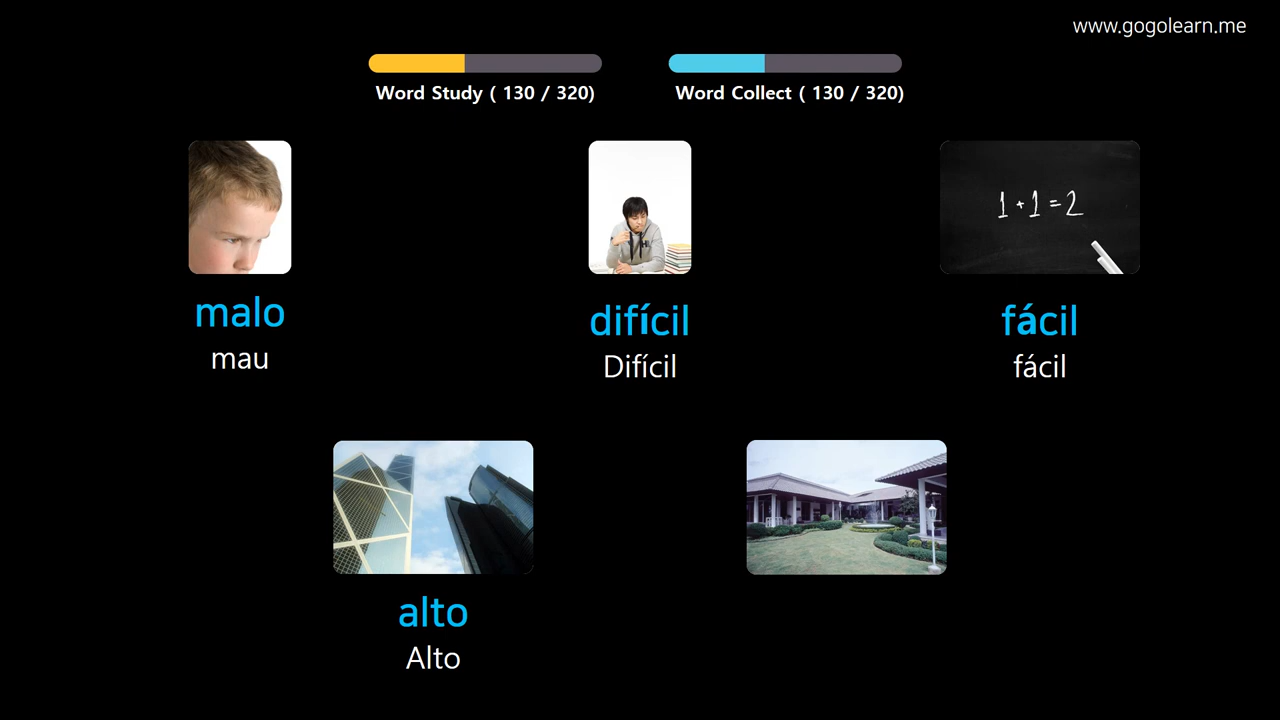 www.gogolearn.me
Word Study ( 130 / 320)
Word Collect ( 130 / 320)
1 + 1 = 2
malo
mau
difícil
Difícil
fácil
fácil
alto
Alto